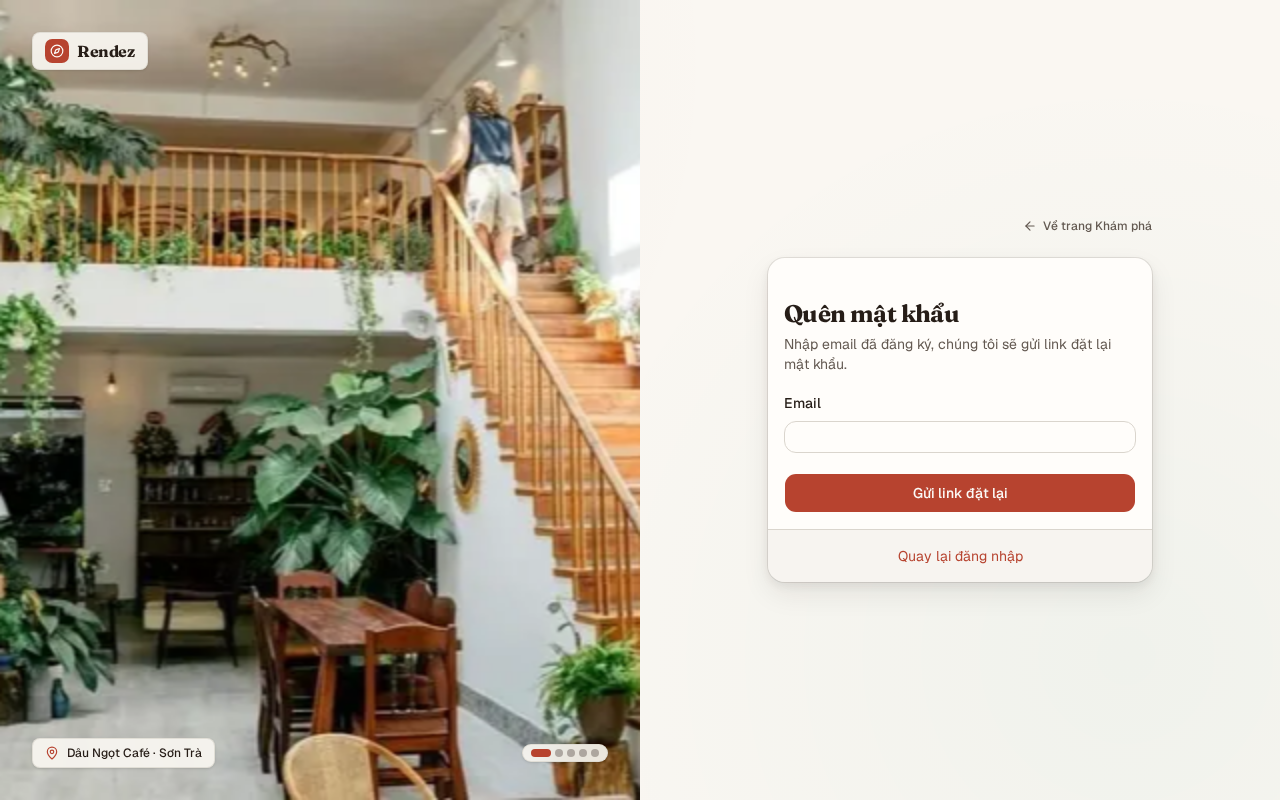 Rendez
Dâu Ngọt Café · Sơn Trà
Về trang Khám phá
Quên mật khẩu
Nhập email đã đăng ký, chúng tôi sẽ gửi link đặt lại
mật khẩu.
Email
Gửi link đặt lại
Quay lại đăng nhập